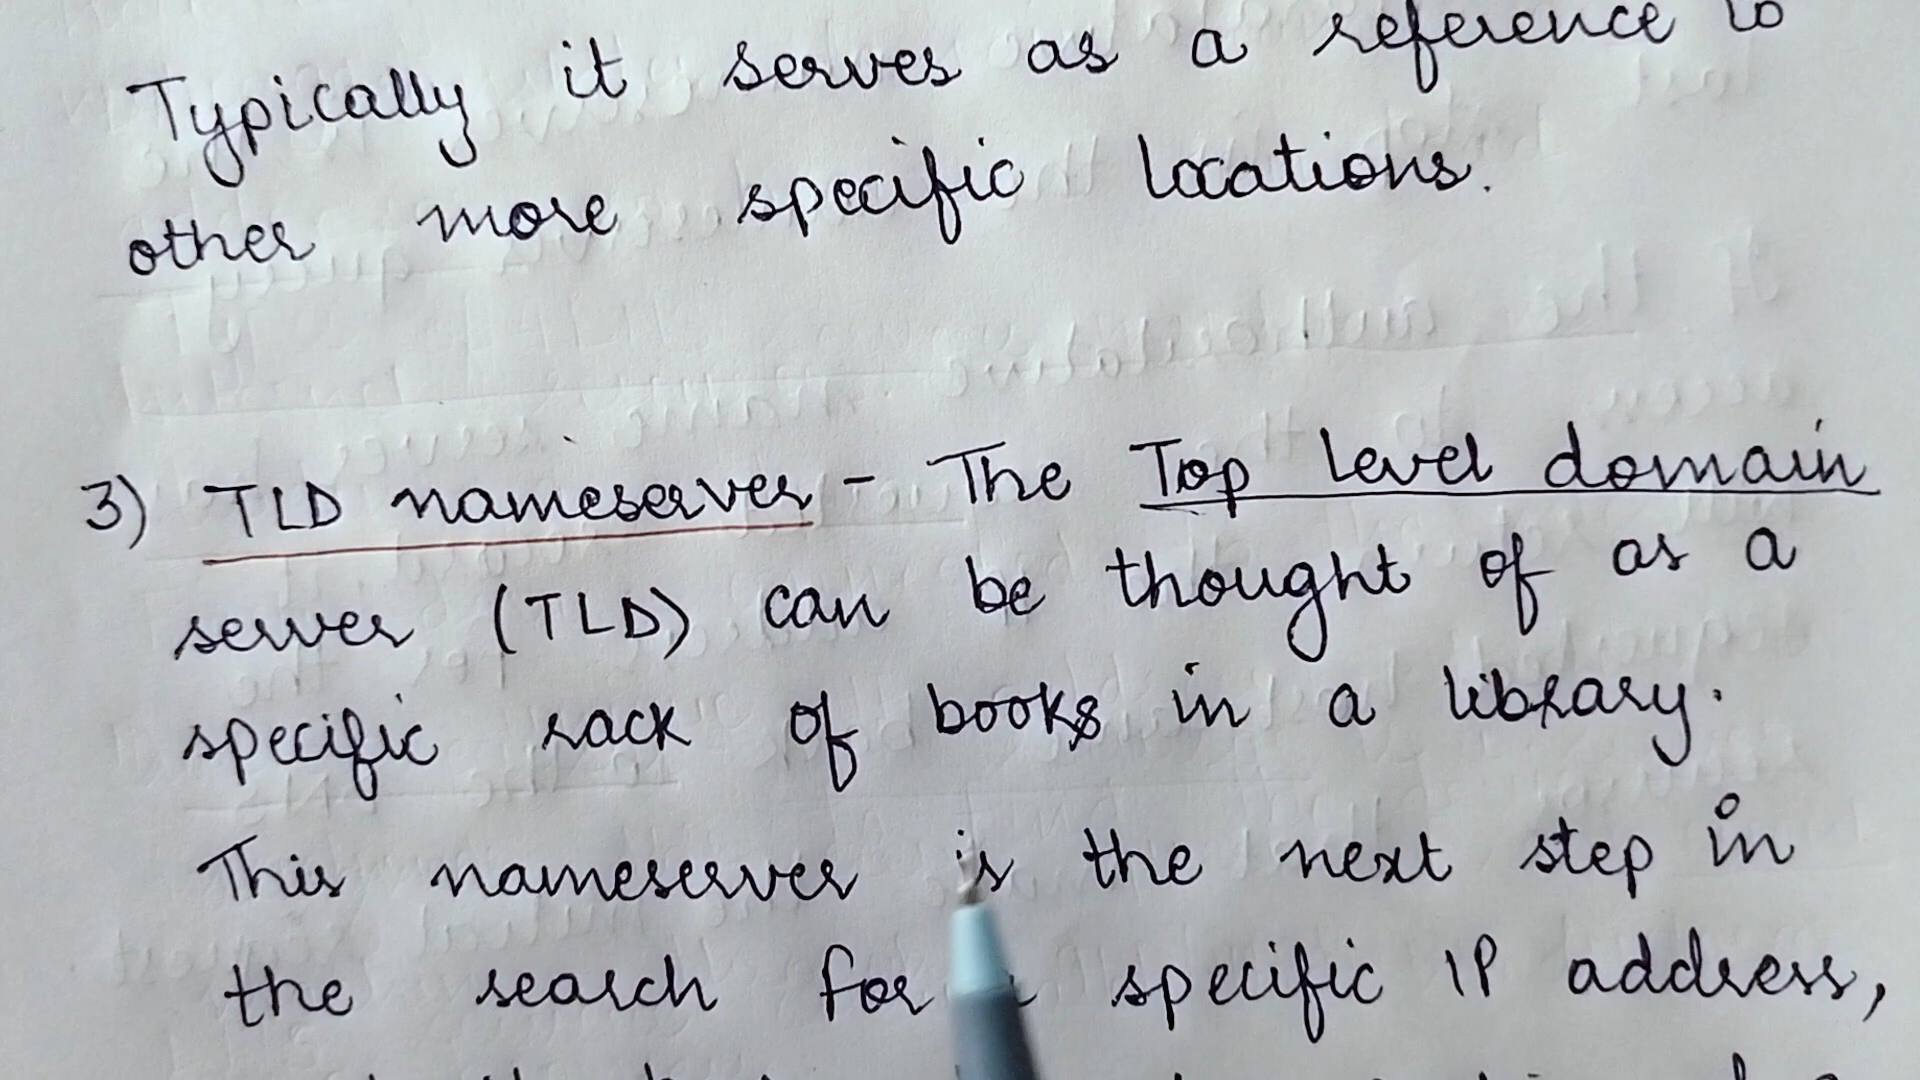 Typically it serves as a reference to
other more specific locations.
3) TLD nameserver - The Top level domain
server (TLD) can be thought of as a
specific rack of books in a library.
This nameserver is the next step in
the search for specific IP address,